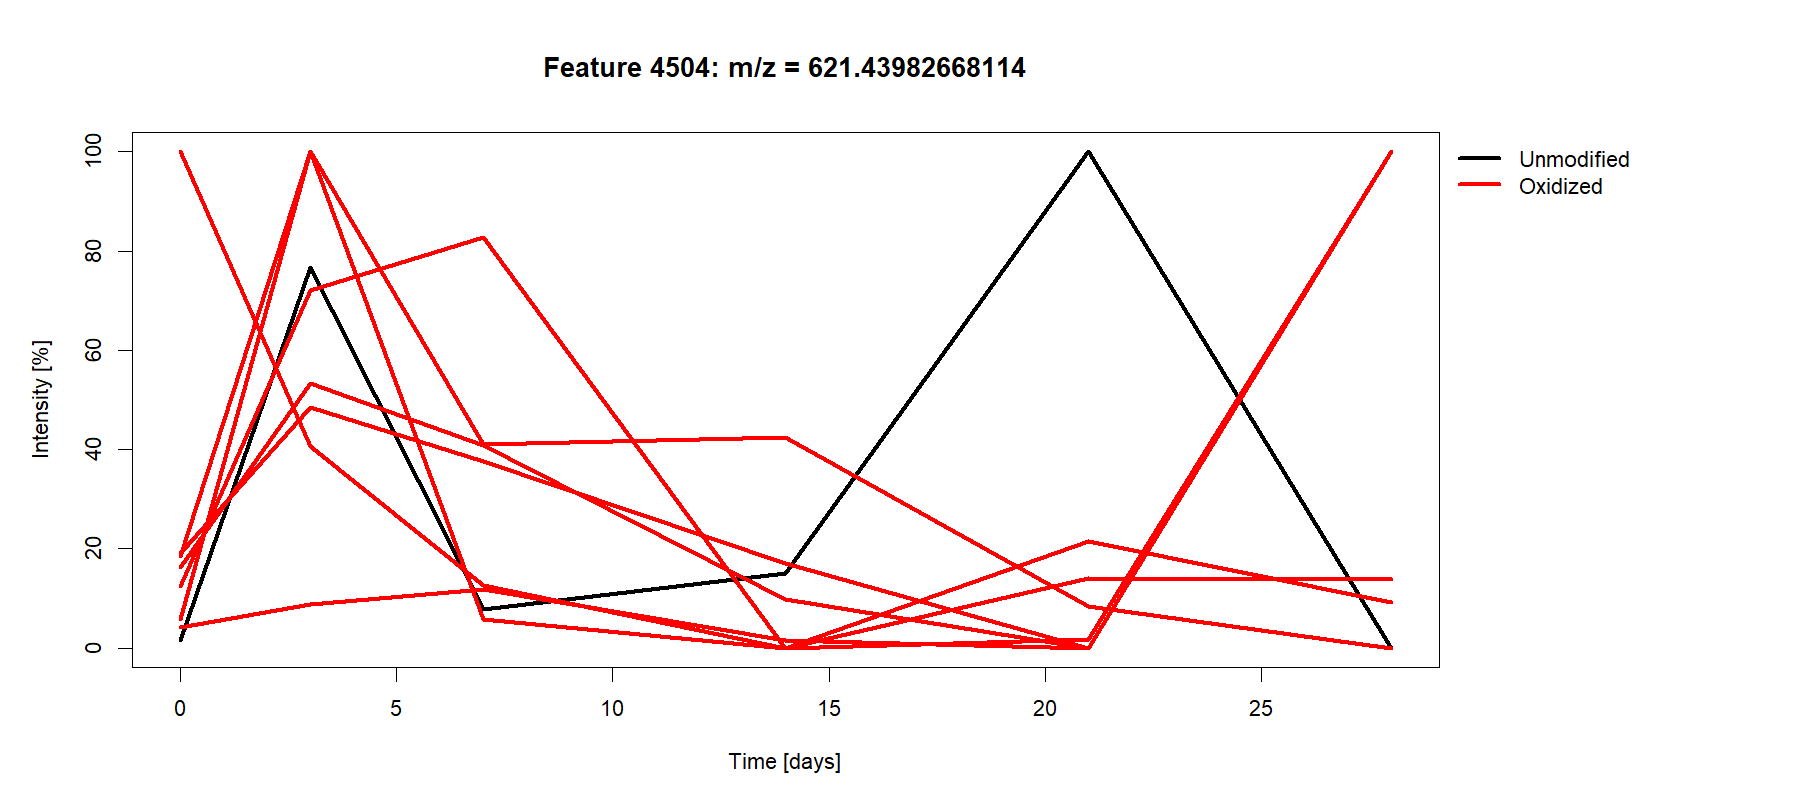 Feature 4504: m/z = 621.43982668114
Unmodified
Oxidized
Intensity [%]
100
80
60
40
20
0
0 5 10 15 20 25
Time [days]